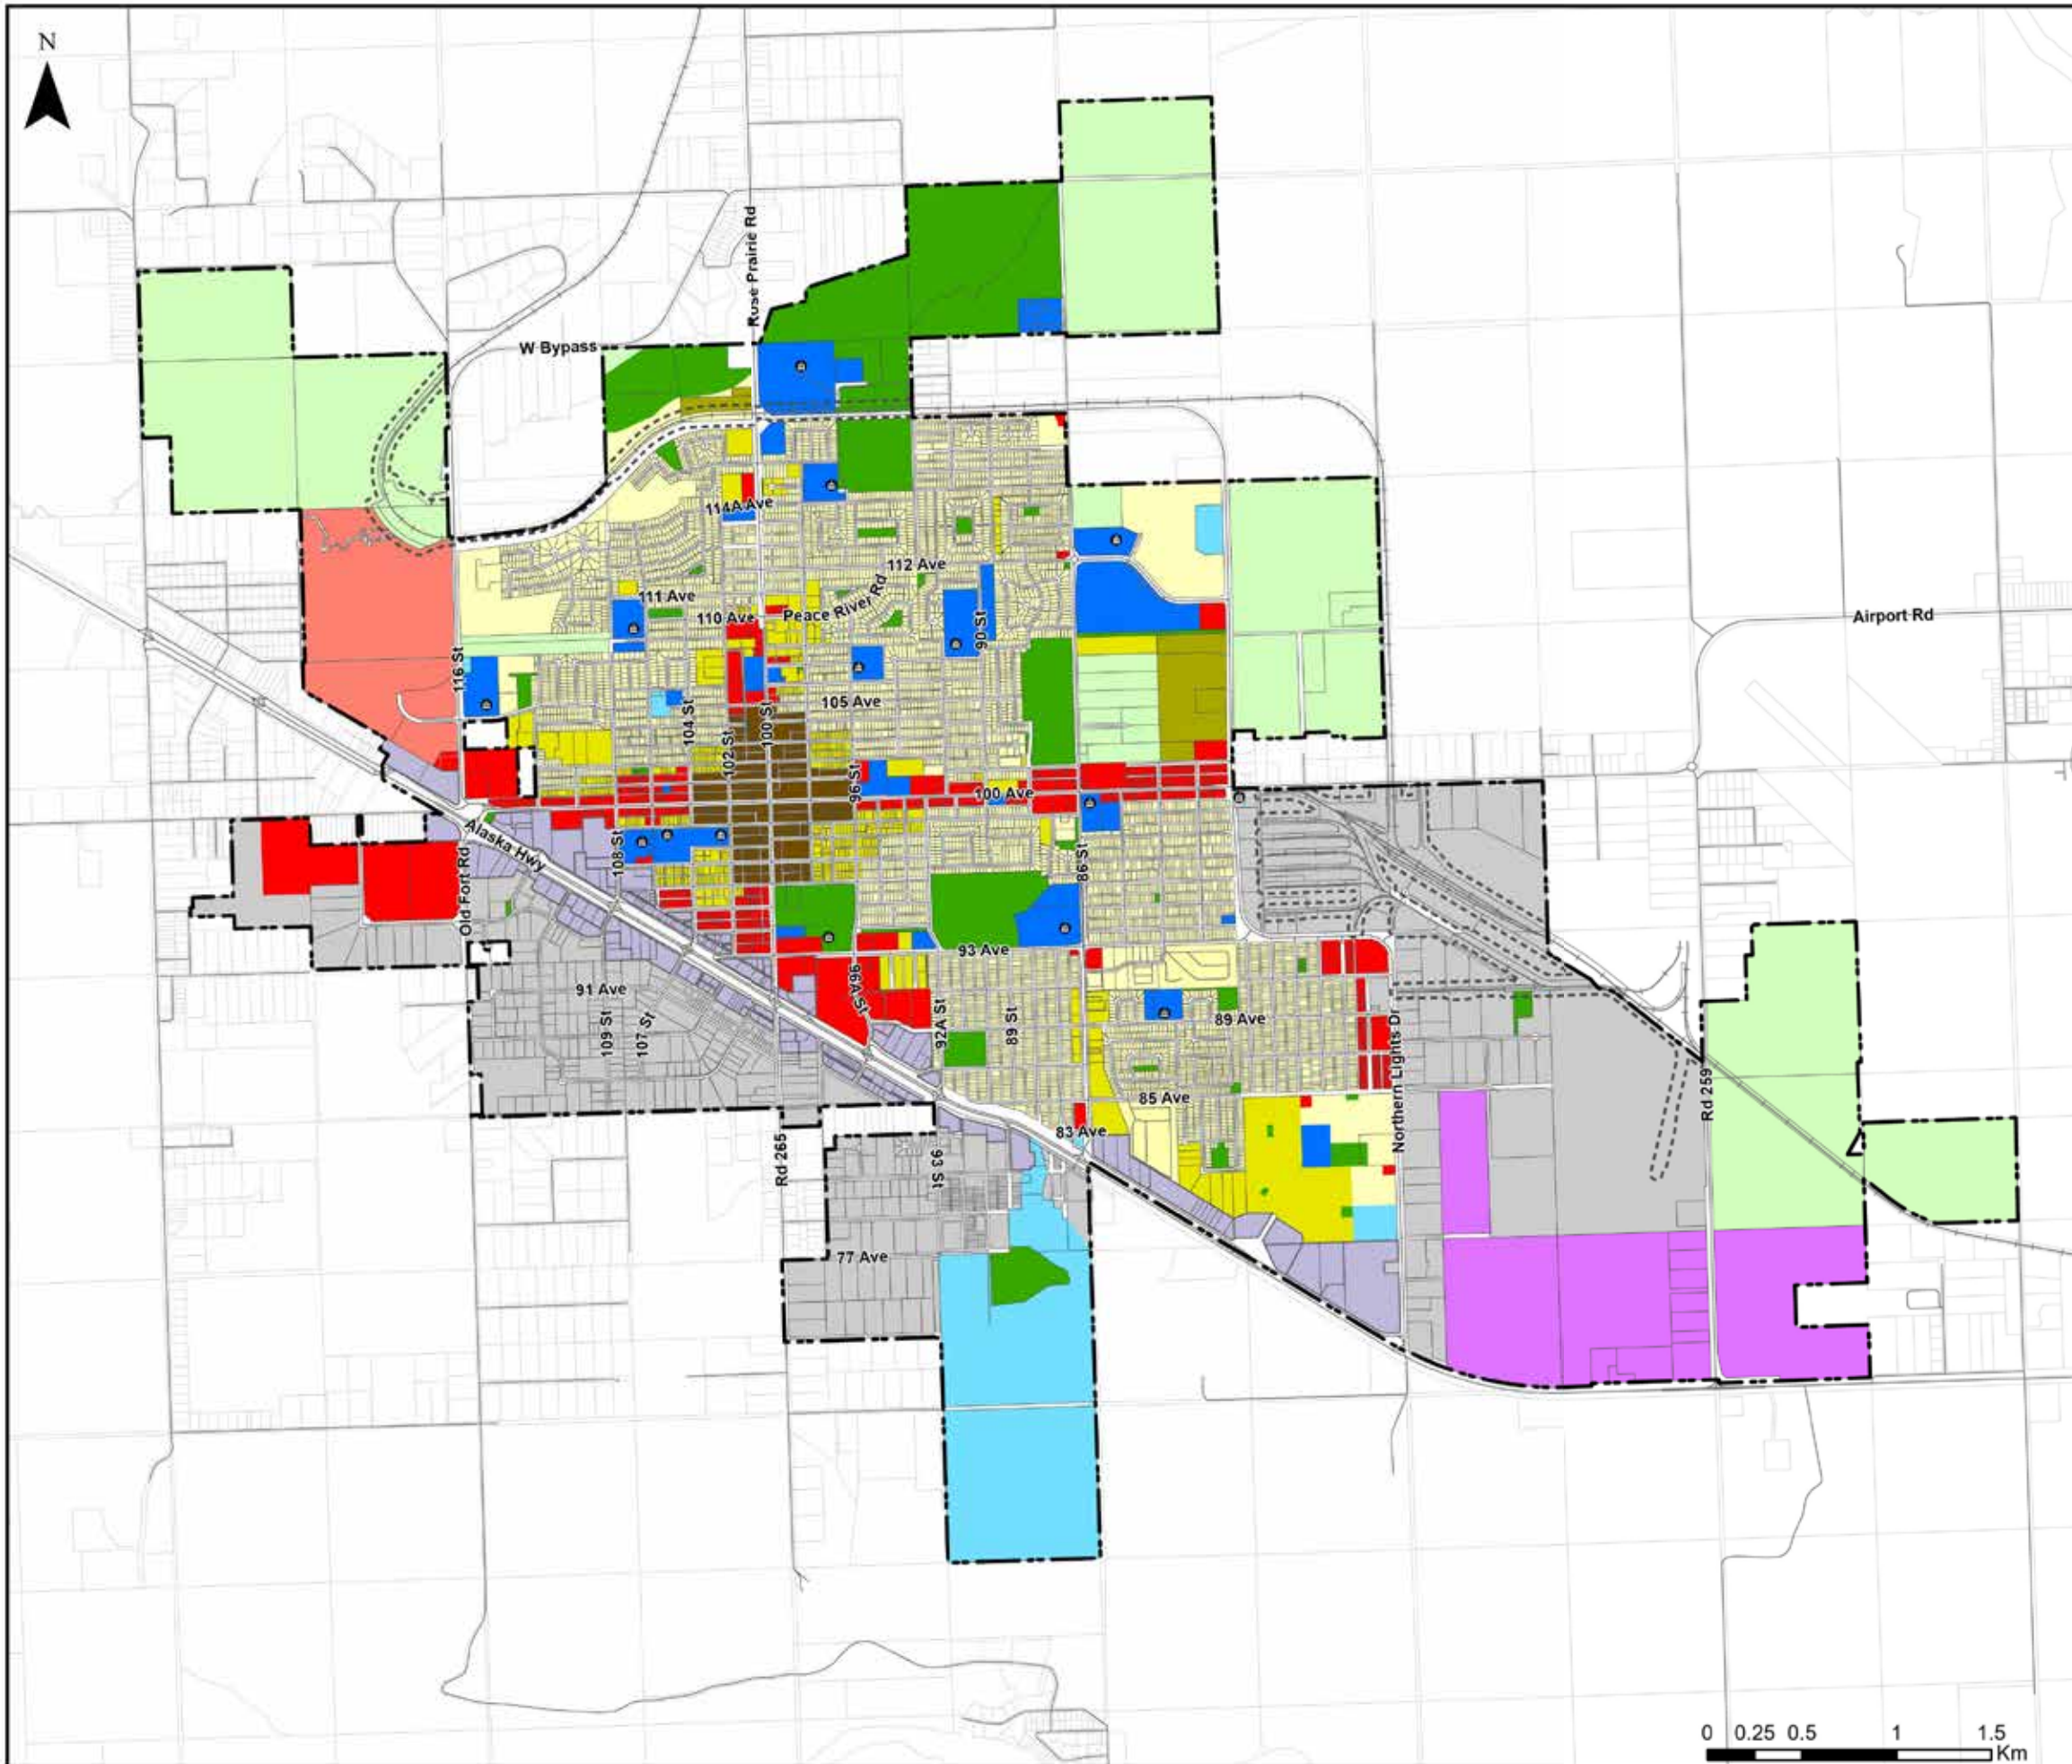 N
Rose Prairie Rd
W Bypass
114A Ave
112 Ave
111 Ave
Peace River Rd
110 Ave
90 St
Airport Rd
116 St
105 Ave
104 St
100 St
102 St
96 St
100 Ave
Alaska Hwy
108 St
86 St
Old Fort Rd
93 Ave
91 Ave
96A St
109 St
107 St
92A St
89 St
89 Ave
Northern Lights Dr
85 Ave
Rd 259
83 Ave
Rd 265
93 St
77 Ave
0 0.25 0.5 1 1.5
Km